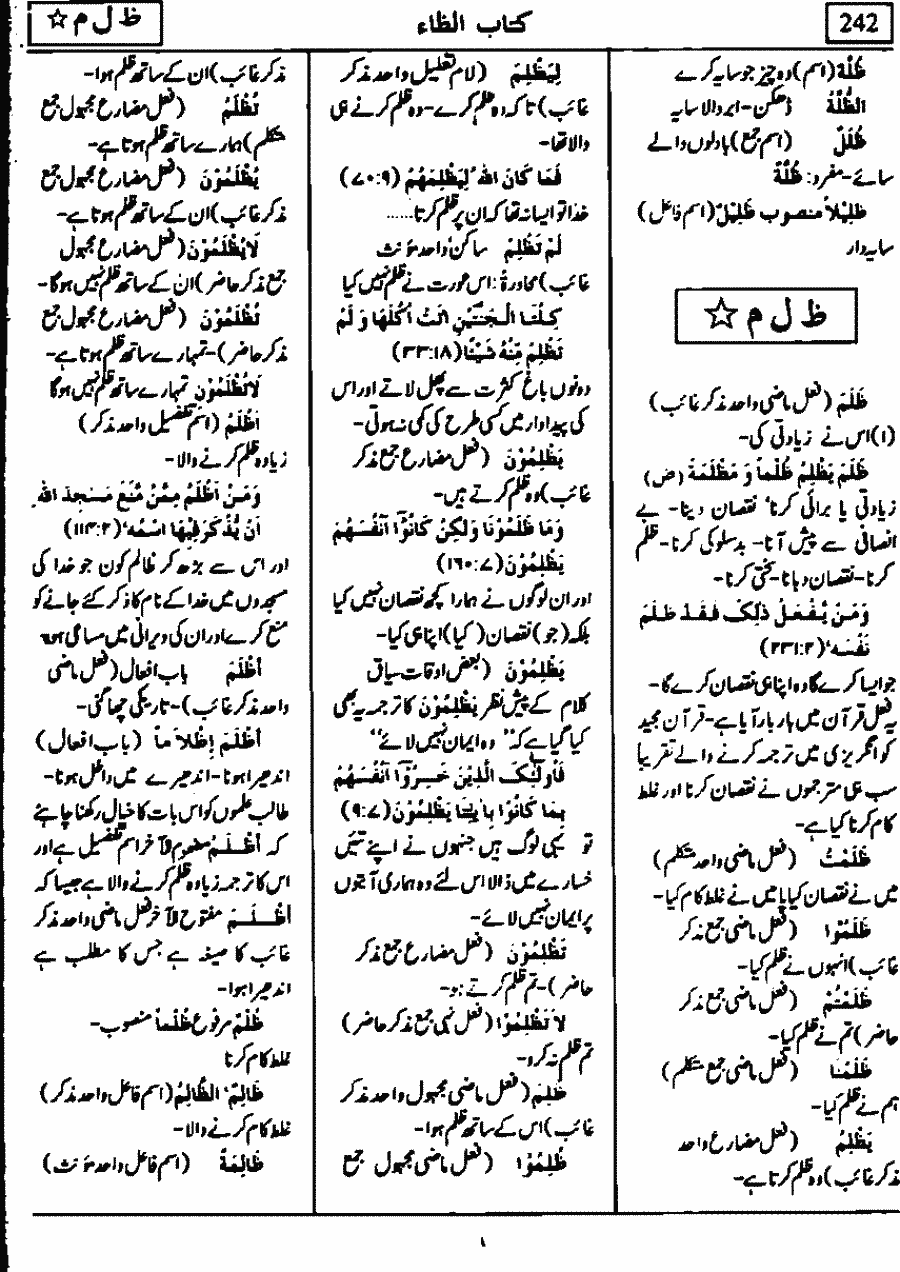 242
کتاب الظاء
ظ ل م ☆
ظُلَّةٌ (اسم) وہ چیز جو سایہ کرے
الظُّلَّةُ ڈھکن۔ ابر والا سایہ
ظُلَلٌ (اسم جمع) بادلوں والے
سائے۔ مفرد: ظُلَّةٌ
ظَلِيْلاً منصوب ظَلِيْلٌ (اسم فاعل)
سایہ دار
ظ ل م ☆
ظَلَمَ (فعل ماضی واحد مذکر غائب)
(۱) اس نے زیادتی کی۔
ظَلَمَ يَظْلِمُ ظُلْماً وَ مَظْلَمَةً (ض)
زیادتی یا برائی کرنا، نقصان دینا۔ بے
انصافی سے پیش آنا۔ بدسلوکی کرنا۔ ظلم
کرنا۔ نقصان دہانا۔ سختی کرنا۔
وَمَنْ يَّفْعَلْ ذٰلِكَ فَقَدْ ظَلَمَ
نَفْسَهٗ (۲:۲۳۱)
جو ایسا کرے گا وہ اپنا ہی نقصان کرے گا۔
یہ فعل قرآن میں بار بار آیا ہے۔ قرآن مجید
کو انگریزی میں ترجمہ کرنے والے تقریباً
سب ہی مترجموں نے نقصان کرنا اور غلط
کام کرنا کیا ہے۔
ظَلَمْتُ (فعل ماضی واحد متکلم)
میں نے نقصان کیا یا میں نے غلط کام کیا۔
ظَلَمُوْا (فعل ماضی جمع مذکر
غائب) انہوں نے ظلم کیا۔
ظَلَمْتُمْ (فعل ماضی جمع مذکر
حاضر) تم نے ظلم کیا۔
ظَلَمْنَا (فعل ماضی جمع متکلم)
ہم نے ظلم کیا۔
يَظْلِمُ (فعل مضارع واحد
مذکر غائب) وہ ظلم کرتا ہے۔
لِيَظْلِمَ (لام تعلیل واحد مذکر
غائب) تا کہ وہ ظلم کرے۔ وہ ظلم کرنے ہی
والا تھا۔
فَمَا كَانَ اللّٰهُ لِيَظْلِمَهُمْ (۷۰:۹)
خدا تو ایسا نہ تھا کہ ان پر ظلم کرتا......
لَمْ تَظْلِمْ ساکن واحد مؤنث
غائب) محاورۃً: اس عورت نے ظلم نہیں کیا
كِلْتَا الْجَنَّتَيْنِ اٰتَتْ اُكُلَهَا وَ لَمْ
تَظْلِمْ مِنْهُ شَيْئًا (۳۳:۱۸)
دونوں باغ کثرت سے پھل لاتے اور اس
کی پیداوار میں کسی طرح کی کمی نہ ہوتی۔
يَظْلِمُوْنَ (فعل مضارع جمع مذکر
غائب) وہ ظلم کرتے ہیں۔
وَمَا ظَلَمُوْنَا وَلٰكِنْ كَانُوْٓا اَنْفُسَهُمْ
يَظْلِمُوْنَ (۱۶۰:۷)
اور ان لوگوں نے ہمارا کچھ نقصان نہیں کیا
بلکہ (جو) نقصان (کیا) اپنا ہی کیا۔
يَظْلِمُوْنَ (بعض اوقات سیاق
کلام کے پیش نظر يَظْلِمُوْنَ کا ترجمہ یہ بھی
کیا گیا ہے کہ "وہ ایمان نہیں لائے"
فَاُولٰٓئِكَ الَّذِيْنَ خَسِرُوْٓا اَنْفُسَهُمْ
بِمَا كَانُوْا بِاٰيٰتِنَا يَظْلِمُوْنَ (۹:۷)
تو یہی لوگ ہیں جنہوں نے اپنے تئیں
خسارے میں ڈالا اس لئے وہ ہماری آیتوں
پر ایمان نہیں لائے۔
تَظْلِمُوْنَ (فعل مضارع جمع مذکر
حاضر)۔ تم ظلم کرتے ہو۔
لَا تَظْلِمُوْا (فعل نہی جمع مذکر حاضر)
تم ظلم نہ کرو۔
ظُلِمَ (فعل ماضی مجہول واحد مذکر
غائب) اس کے ساتھ ظلم ہوا۔
ظُلِمُوْا (فعل ماضی مجہول جمع
مذکر غائب) ان کے ساتھ ظلم ہوا۔
نُظْلَمُ (فعل مضارع مجہول جمع
متکلم) ہمارے ساتھ ظلم ہوتا ہے۔
يُظْلَمُوْنَ (فعل مضارع مجہول جمع
مذکر غائب) ان کے ساتھ ظلم ہوتا ہے۔
لَا يُظْلَمُوْنَ (فعل مضارع مجہول
جمع مذکر حاضر) ان کے ساتھ ظلم نہیں ہوگا۔
تُظْلَمُوْنَ (فعل مضارع مجہول جمع
مذکر حاضر)۔ تمہارے ساتھ ظلم ہوتا ہے۔
لَا تُظْلَمُوْنَ تمہارے ساتھ ظلم نہیں ہوگا
اَظْلَمُ (اسم تفضیل واحد مذکر)
زیادہ ظلم کرنے والا۔
وَمَنْ اَظْلَمُ مِمَّنْ مَّنَعَ مَسٰجِدَ اللّٰهِ
اَنْ يُّذْكَرَ فِيْهَا اسْمُهٗ (۱۱۴:۲)
اور اس سے بڑھ کر ظالم کون جو خدا کی
مسجدوں میں خدا کے نام کا ذکر کئے جانے کو
منع کرے اور ان کی ویرانی میں ساعی ہو۔
اَظْلَمَ باب افعال (فعل ماضی
واحد مذکر غائب)۔ تاریکی چھا گئی۔
اَظْلَمَ اِظْلَاماً (باب افعال)
اندھیرا ہونا۔ اندھیرے میں داخل ہونا۔
طالب علموں کو اس بات کا خیال رکھنا چاہئے
کہ اَظْلَمُ مضموم الآخر اسم تفضیل ہے اور
اس کا ترجمہ زیادہ ظلم کرنے والا ہے جیسا کہ
اَظْلَمَ مفتوح الآخر فعل ماضی واحد مذکر
غائب کا صیغہ ہے جس کا مطلب ہے
اندھیرا ہوا۔
ظُلْمٌ مرفوع ظُلْماً منصوب۔
غلط کام کرنا
ظَالِمٌ، الظَّالِمُ (اسم فاعل واحد مذکر)
غلط کام کرنے والا۔
ظَالِمَةٌ (اسم فاعل واحد مؤنث)
۱